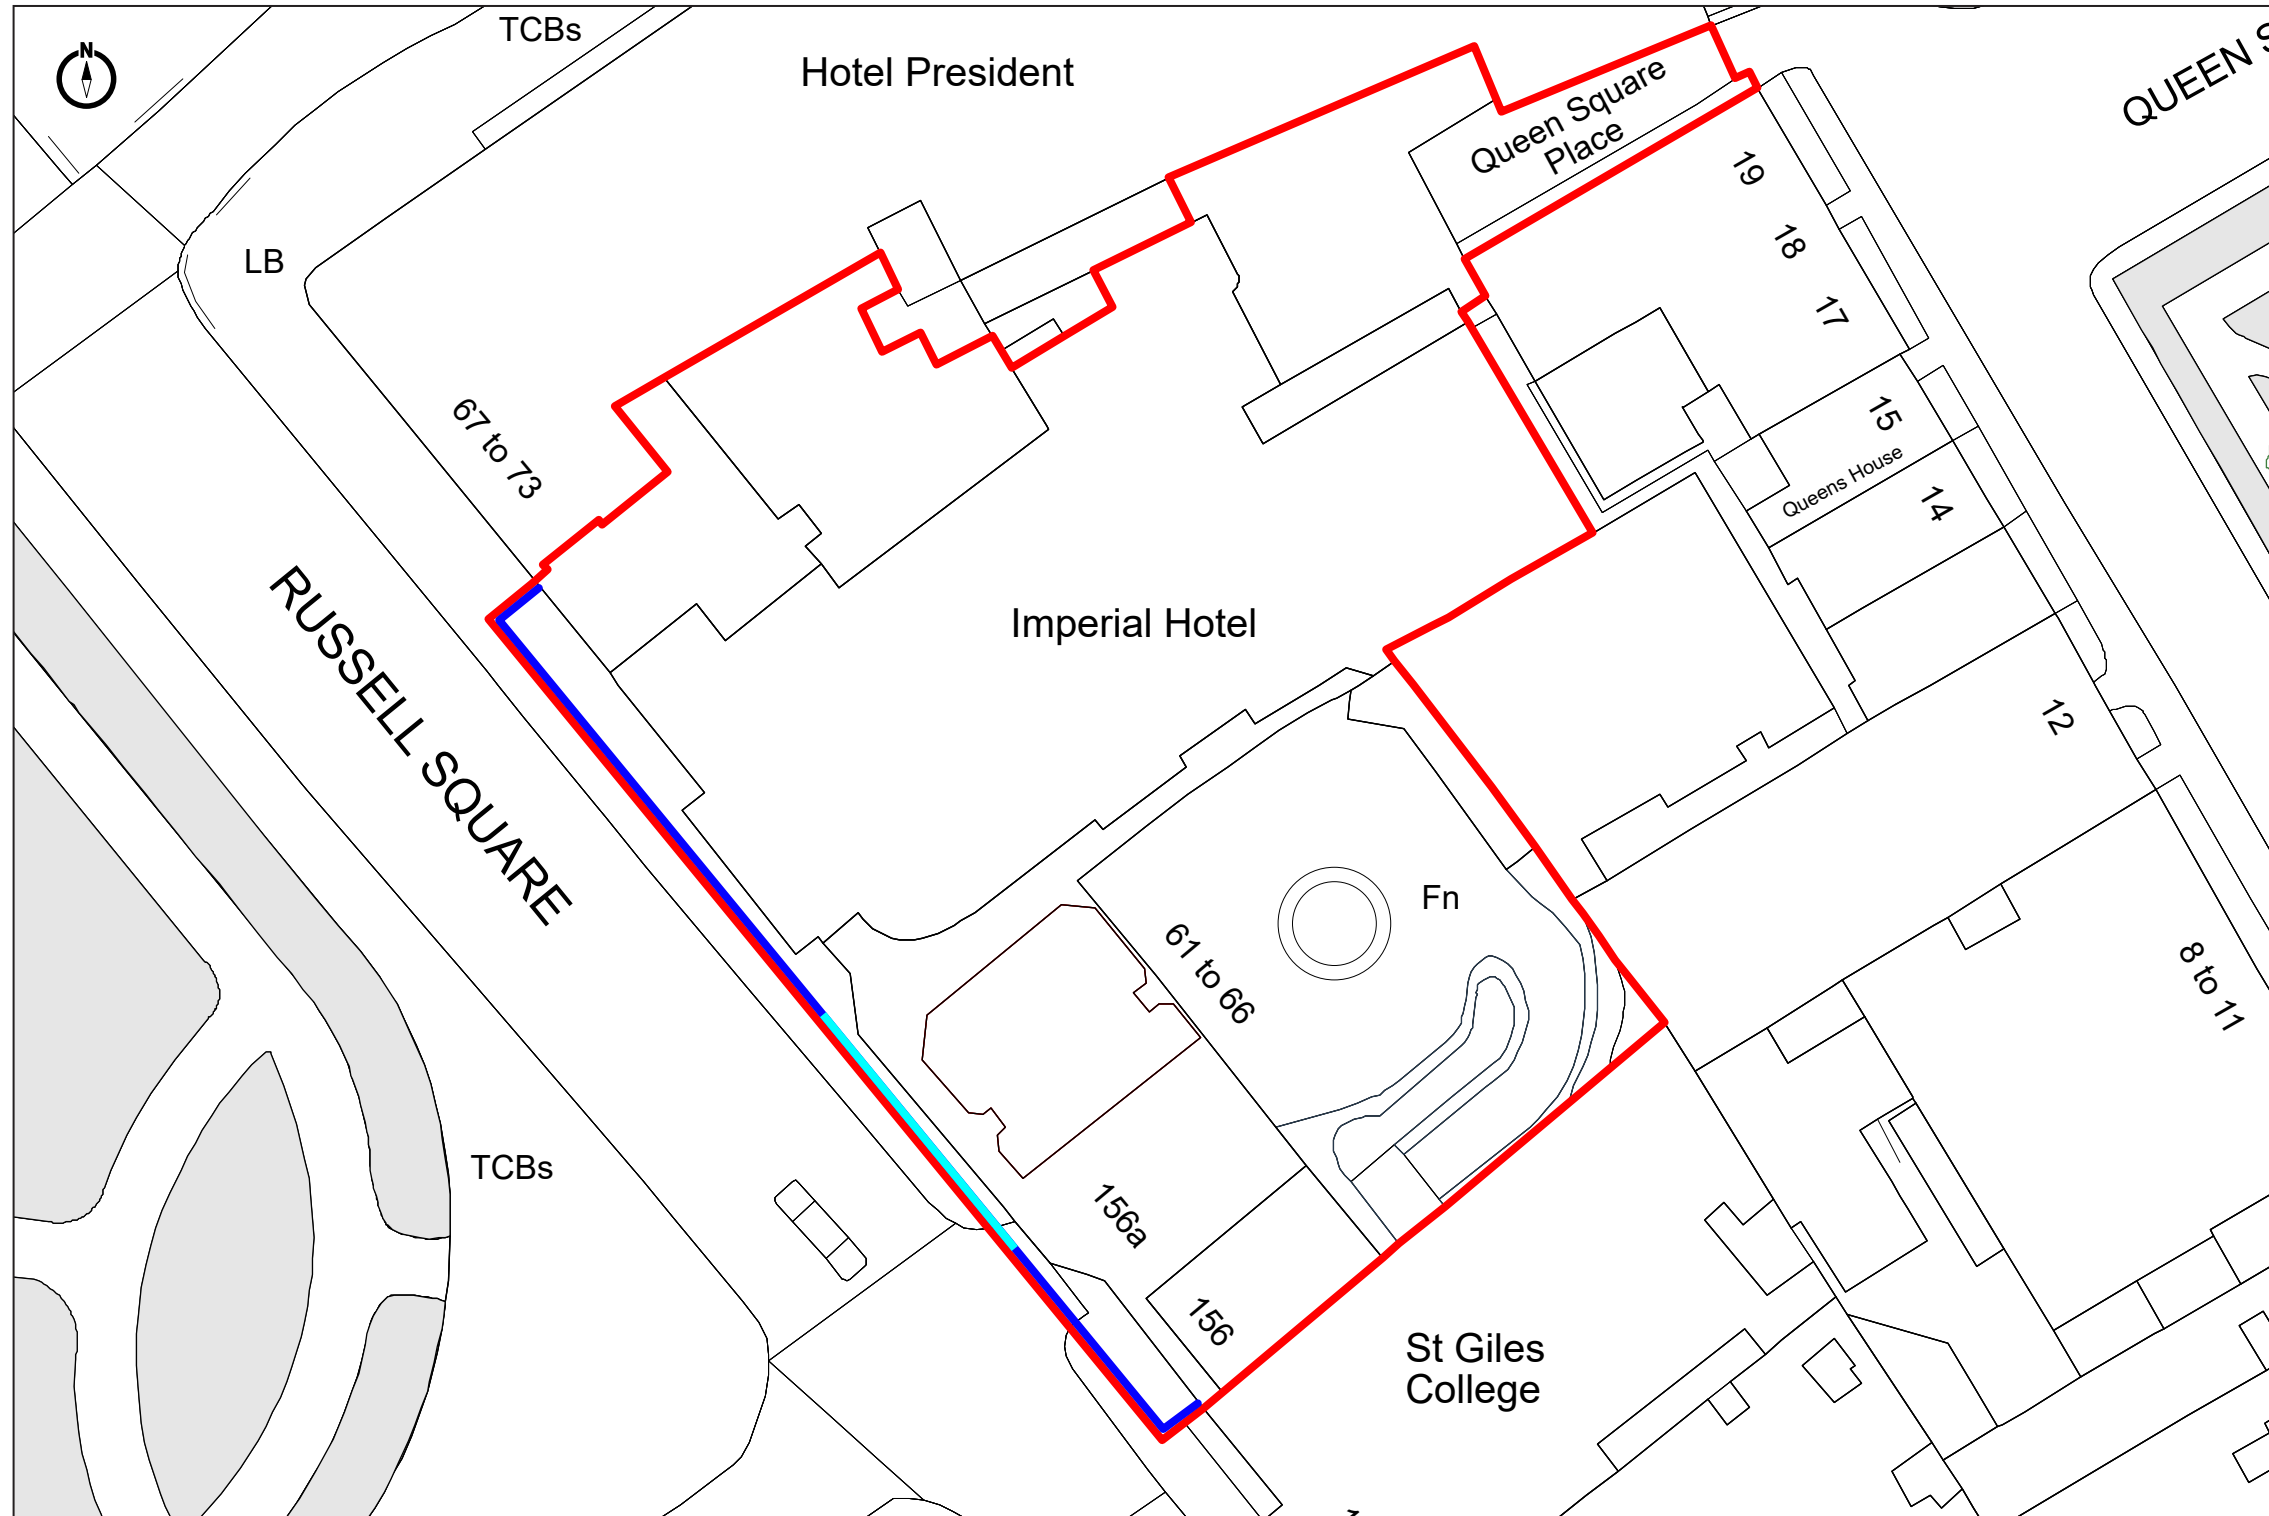 TCBs
N
Hotel President
QUEEN S
Queen Square
Place
19
LB
18
17
67 to 73
15
Queens House
14
RUSSELL SQUARE
Imperial Hotel
12
Fn
61 to 66
8 to 11
TCBs
156a
156
St Giles
College